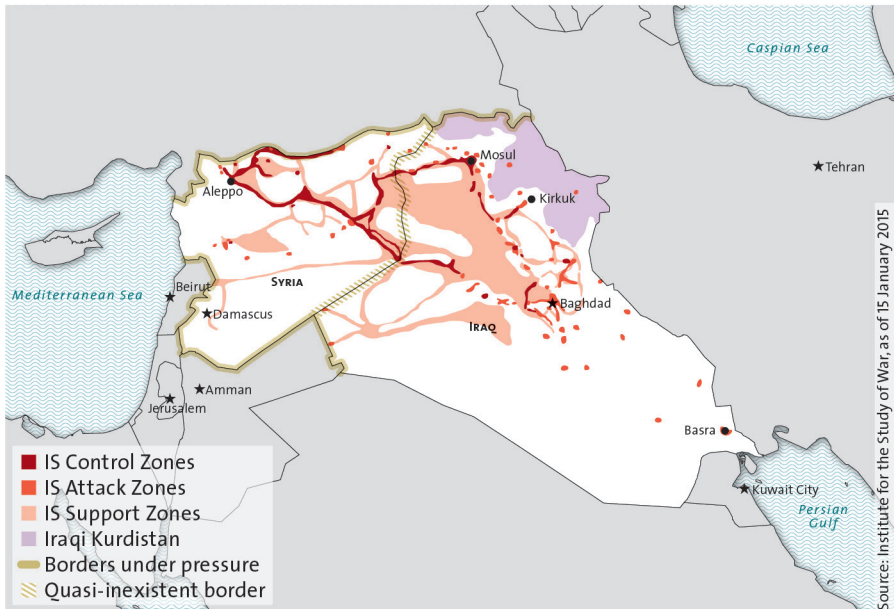 Caspian Sea
Mosul
Tehran
Aleppo
Kirkuk
Mediterranean Sea
Beirut
SYRIA
Damascus
Baghdad
IRAQ
Amman
Jerusalem
Basra
Kuwait City
Persian
Gulf
IS Control Zones
IS Attack Zones
IS Support Zones
Iraqi Kurdistan
Borders under pressure
Quasi-inexistent border
Source: Institute for the Study of War, as of 15 January 2015